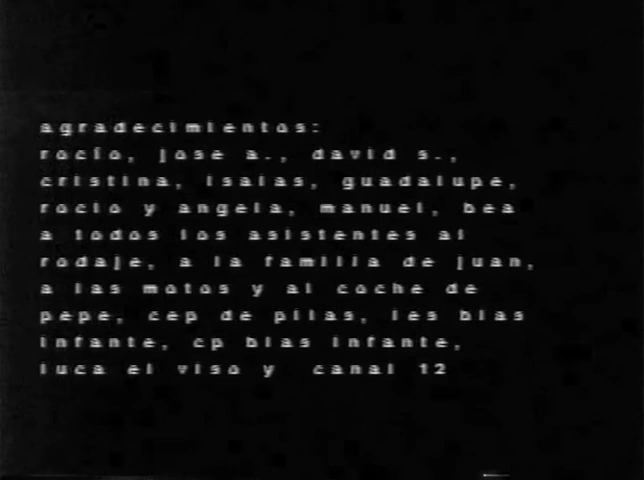 agradecimientos:
rocío, jose a., david s.,
cristina, isaias, guadalupe,
rocio y angela, manuel, bea
a todos los asistentes al
rodaje, a la familia de juan,
a las motos y al coche de
pepe, cep de pilas, ies blas
infante, cp blas infante,
luca el viso y canal 12